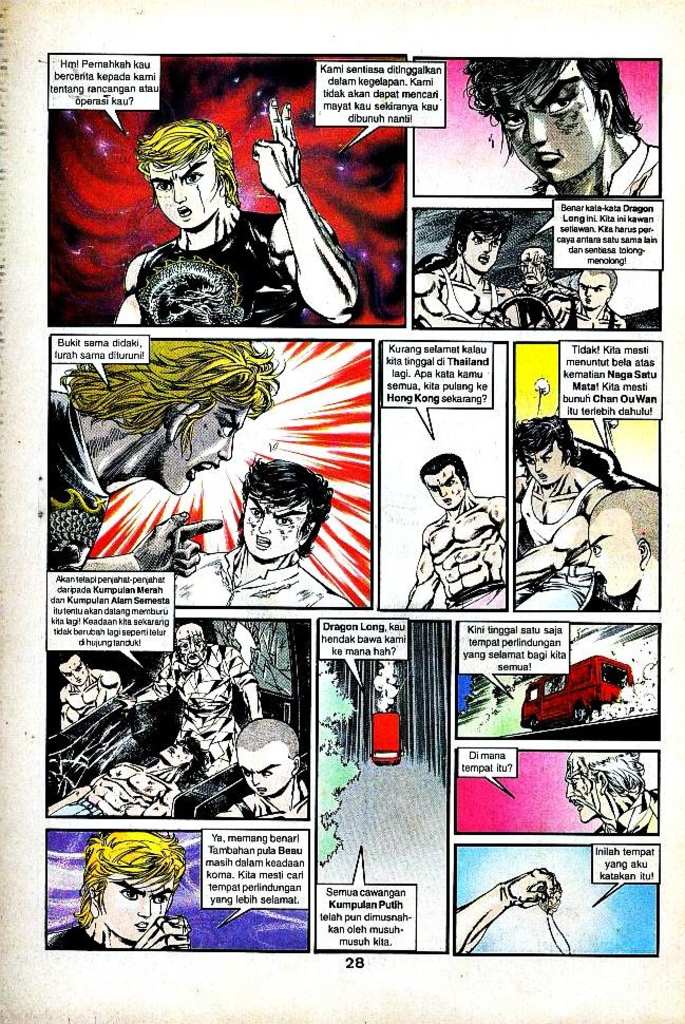 Hm! Pernahkah kau
bercerita kepada kami
tentang rancangan atau
operasi kau?
Kami sentiasa ditinggalkan
dalam kegelapan. Kami
tidak akan dapat mencari
mayat kau sekiranya kau
dibunuh nanti!
Benar kata-kata Dragon
Long ini. Kita ini kawan
setiawan. Kita harus per-
caya antara satu sama lain
dan sentiasa tolong-
menolong!
Bukit sama didaki,
lurah sama dituruni!
Kurang selamat kalau
kita tinggal di Thailand
lagi. Apa kata kamu
semua, kita pulang ke
Hong Kong sekarang?
Tidak! Kita mesti
menuntut bela atas
kematian Naga Satu
Mata! Kita mesti
bunuh Chan Ou Wan
itu terlebih dahulu!
Akan tetapi penjahat-penjahat
daripada Kumpulan Merah
dan Kumpulan Alam Semesta
itu tentu akan datang memburu
kita lagi! Keadaan kita sekarang
tidak berubah lagi seperti telur
di hujung tanduk!
Dragon Long, kau
hendak bawa kami
ke mana hah?
Kini tinggal satu saja
tempat perlindungan
yang selamat bagi kita
semua!
Di mana
tempat itu?
Ya, memang benar!
Tambahan pula Beau
masih dalam keadaan
koma. Kita mesti cari
tempat perlindungan
yang lebih selamat.
Semua cawangan
Kumpulan Putih
telah pun dimusnah-
kan oleh musuh-
musuh kita.
Inilah tempat
yang aku
katakan itu!
28